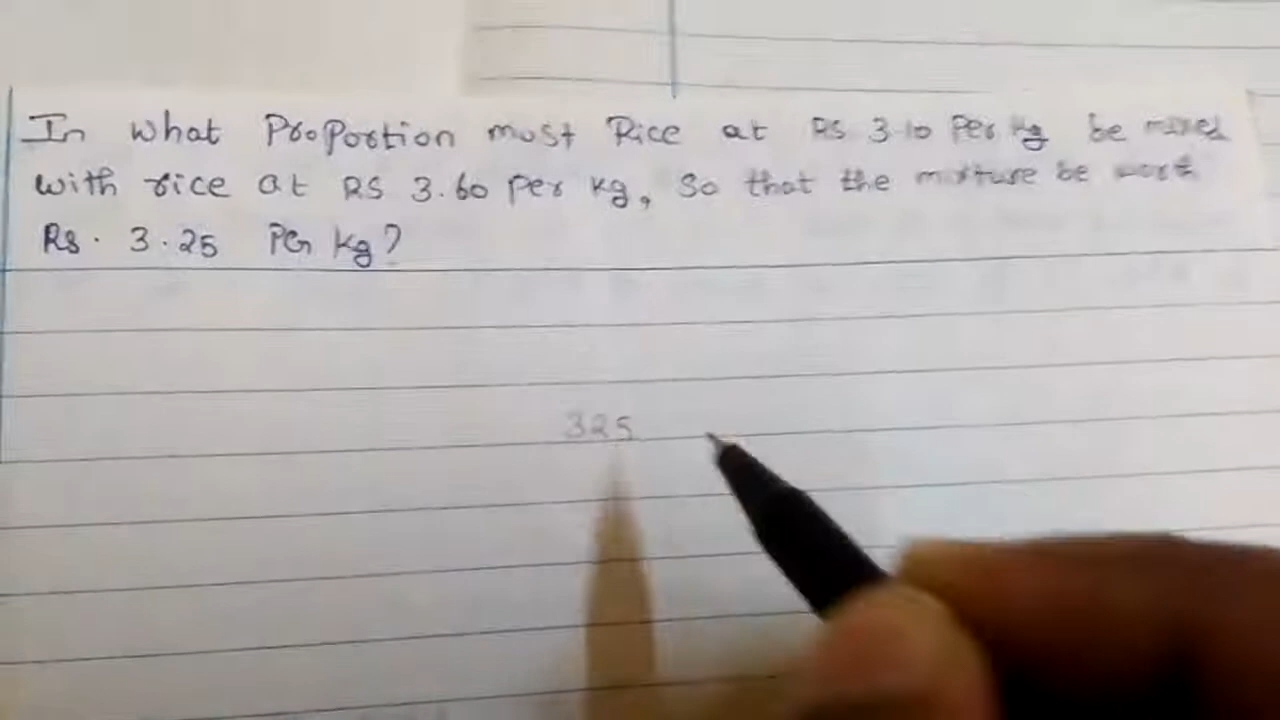 In what Proportion must Rice at Rs 3.10 Per kg be mixed
with rice at RS 3.60 per kg, So that the mixture be worth
Rs. 3.25 Per kg?
325